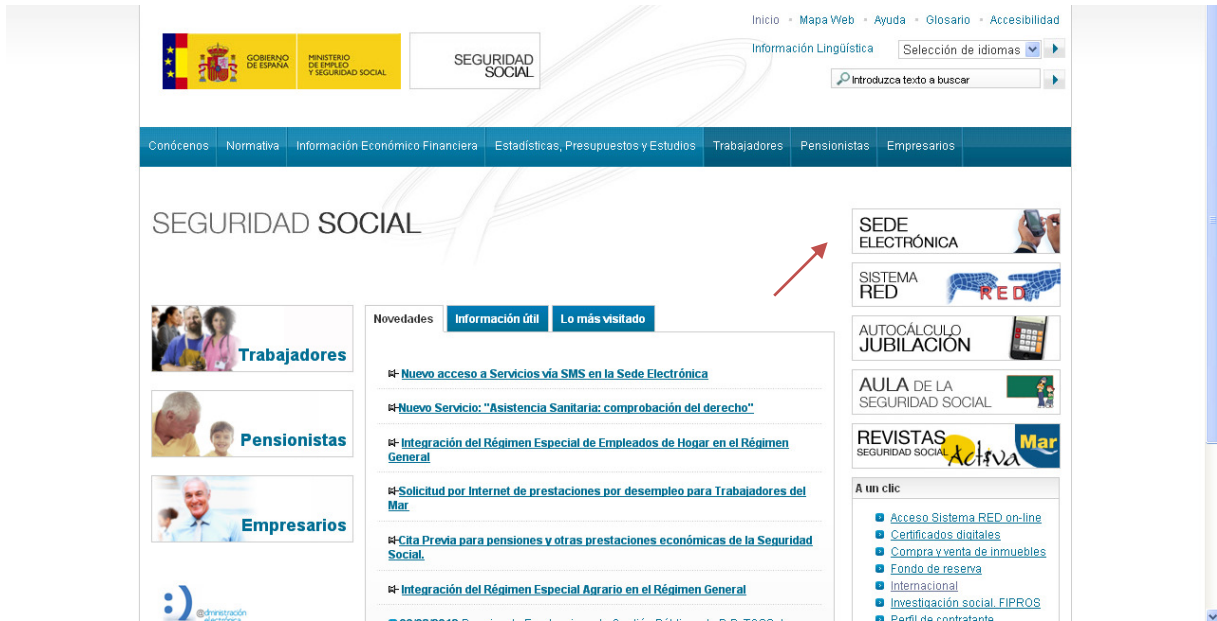 Inicio Mapa Web Ayuda Glosario Accesibilidad
GOBIERNO DE ESPAÑA
MINISTERIO DE EMPLEO Y SEGURIDAD SOCIAL
SEGURIDAD SOCIAL
Información Lingüística Selección de idiomas
Introduzca texto a buscar
Conócenos Normativa Información Económico Financiera Estadísticas, Presupuestos y Estudios Trabajadores Pensionistas Empresarios
SEGURIDAD SOCIAL
Trabajadores
Pensionistas
Empresarios
@dministración
electrónica
Novedades Información útil Lo más visitado
Nuevo acceso a Servicios vía SMS en la Sede Electrónica
Nuevo Servicio: "Asistencia Sanitaria: comprobación del derecho"
Integración del Régimen Especial de Empleados de Hogar en el Régimen
General
Solicitud por Internet de prestaciones por desempleo para Trabajadores del
Mar
Cita Previa para pensiones y otras prestaciones económicas de la Seguridad
Social.
Integración del Régimen Especial Agrario en el Régimen General
SEDE
ELECTRÓNICA
SISTEMA
RED
RED
AUTOCÁLCULO
JUBILACIÓN
AULA DE LA
SEGURIDAD SOCIAL
REVISTAS
SEGURIDAD SOCIAL
Activa
Mar
A un clic
Acceso Sistema RED on-line
Certificados digitales
Compra y venta de inmuebles
Fondo de reserva
Internacional
Investigación social. FIPROS
Perfil de contratante